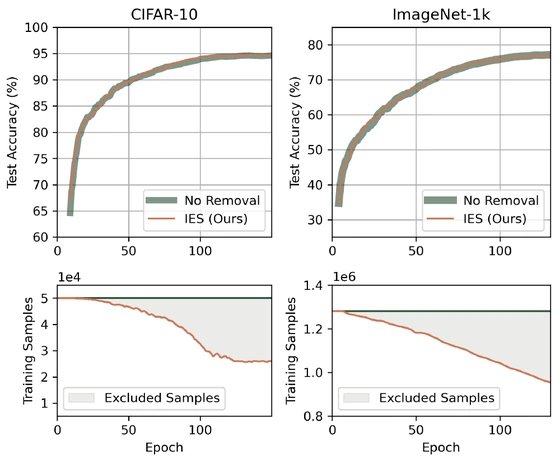 CIFAR-10
100
95
90
85
80
75
70
65
60
Test Accuracy (%)
0
50
100
No Removal
IES (Ours)
ImageNet-1k
80
70
60
50
40
30
Test Accuracy (%)
0
50
100
No Removal
IES (Ours)
1e4
5
4
3
2
1
Training Samples
Excluded Samples
0
50
100
Epoch
1e6
1.4
1.2
1.0
0.8
Training Samples
Excluded Samples
0
50
100
Epoch